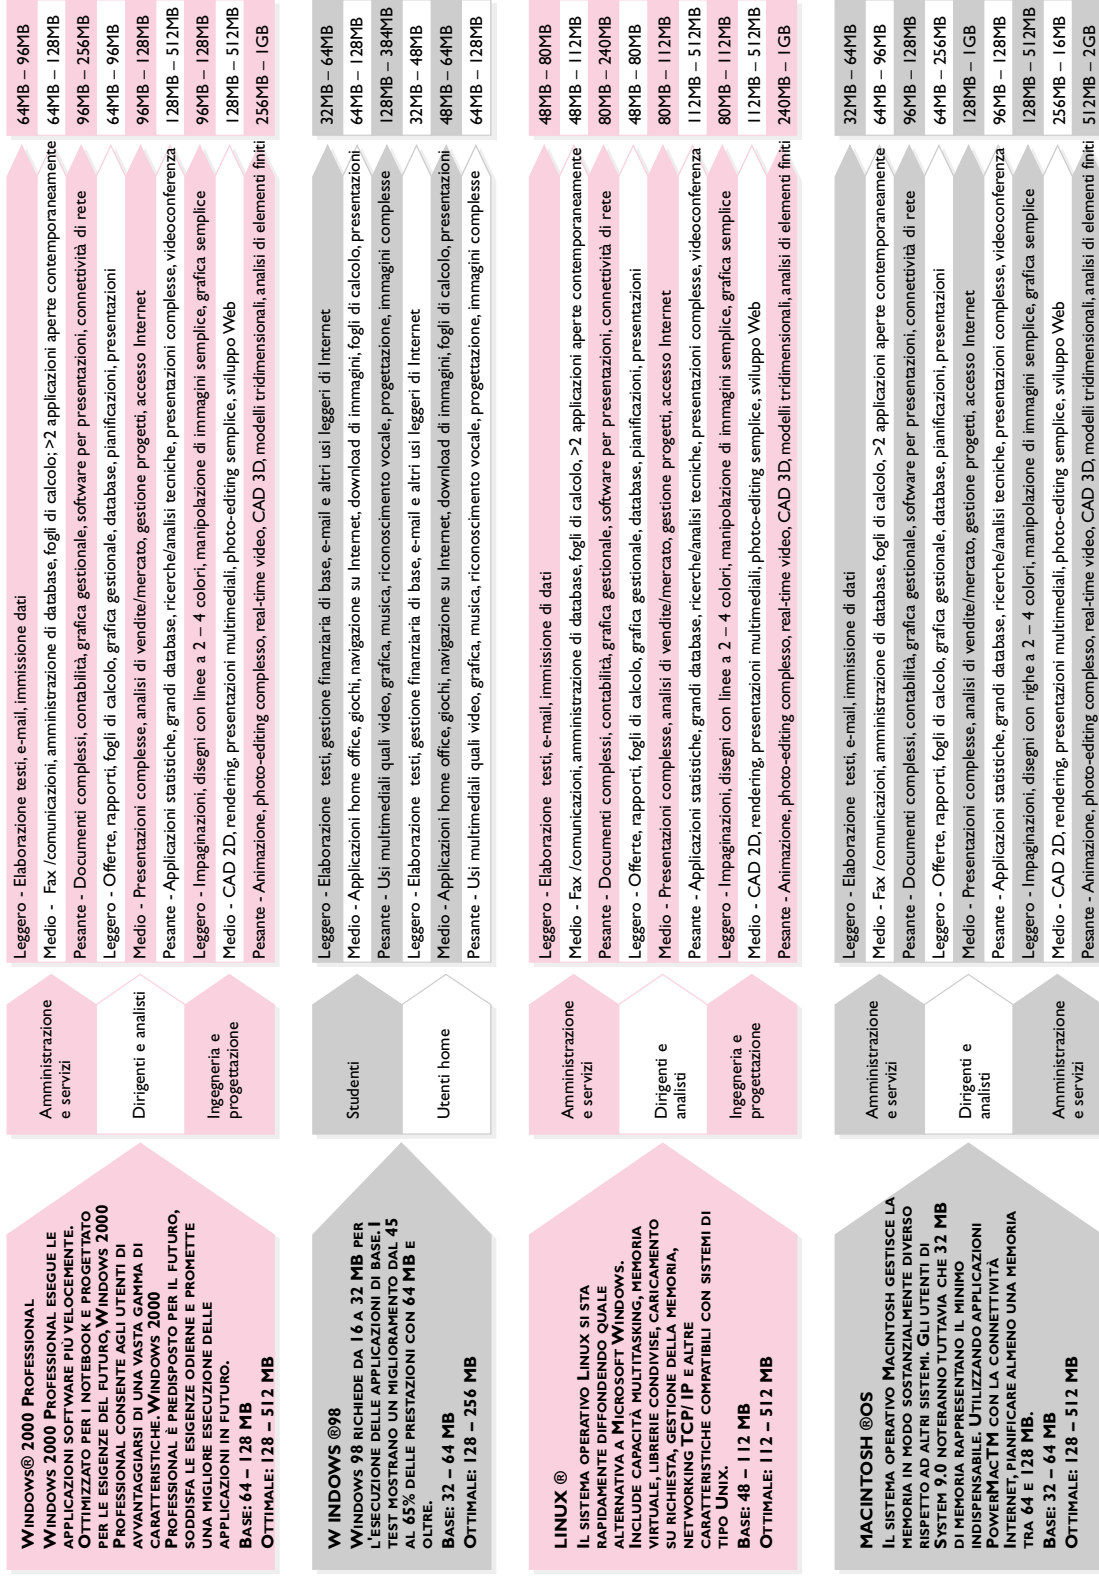 WINDOWS® 2000 PROFESSIONAL
WINDOWS 2000 PROFESSIONAL ESEGUE LE
APPLICAZIONI SOFTWARE PIÙ VELOCEMENTE.
OTTIMIZZATO PER I NOTEBOOK E PROGETTATO
PER LE ESIGENZE DEL FUTURO, WINDOWS 2000
PROFESSIONAL CONSENTE AGLI UTENTI DI
AVVANTAGGIARSI DI UNA VASTA GAMMA DI
CARATTERISTICHE. WINDOWS 2000
PROFESSIONAL È PREDISPOSTO PER IL FUTURO,
SODDISFA LE ESIGENZE ODIERNE E PROMETTE
UNA MIGLIORE ESECUZIONE DELLE
APPLICAZIONI IN FUTURO.
BASE: 64 – 128 MB
OTTIMALE: 128 – 512 MB
Amministrazione
e servizi
Dirigenti e analisti
Ingegneria e
progettazione
Leggero - Elaborazione testi, e-mail, immissione dati
Medio - Fax /comunicazioni, amministrazione di database, fogli di calcolo; >2 applicazioni aperte contemporaneamente
Pesante - Documenti complessi, contabilità, grafica gestionale, software per presentazioni, connettività di rete
Leggero - Offerte, rapporti, fogli di calcolo, grafica gestionale, database, pianificazioni, presentazioni
Medio - Presentazioni complesse, analisi di vendite/mercato, gestione progetti, accesso Internet
Pesante - Applicazioni statistiche, grandi database, ricerche/analisi tecniche, presentazioni complesse, videoconferenza
Leggero - Impaginazioni, disegni con linee a 2 – 4 colori, manipolazione di immagini semplice, grafica semplice
Medio - CAD 2D, rendering, presentazioni multimediali, photo-editing semplice, sviluppo Web
Pesante - Animazione, photo-editing complesso, real-time video, CAD 3D, modelli tridimensionali, analisi di elementi finiti
64MB – 96MB
64MB – 128MB
96MB – 256MB
64MB – 96MB
96MB – 128MB
128MB – 512MB
96MB – 128MB
128MB – 512MB
256MB – 1GB
W INDOWS ®98
WINDOWS 98 RICHIEDE DA 16 A 32 MB PER
L'ESECUZIONE DELLE APPLICAZIONI DI BASE. I
TEST MOSTRANO UN MIGLIORAMENTO DAL 45
AL 65% DELLE PRESTAZIONI CON 64 MB E
OLTRE.
BASE: 32 – 64 MB
OTTIMALE: 128 – 256 MB
Studenti
Utenti home
Leggero - Elaborazione testi, gestione finanziaria di base, e-mail e altri usi leggeri di Internet
Medio - Applicazioni home office, giochi, navigazione su Internet, download di immagini, fogli di calcolo, presentazioni
Pesante - Usi multimediali quali video, grafica, musica, riconoscimento vocale, progettazione, immagini complesse
Leggero - Elaborazione testi, gestione finanziaria di base, e-mail e altri usi leggeri di Internet
Medio - Applicazioni home office, giochi, navigazione su Internet, download di immagini, fogli di calcolo, presentazioni
Pesante - Usi multimediali quali video, grafica, musica, riconoscimento vocale, progettazione, immagini complesse
32MB – 64MB
64MB – 128MB
128MB – 384MB
32MB – 48MB
48MB – 64MB
64MB – 128MB
LINUX ®
IL SISTEMA OPERATIVO LINUX SI STA
RAPIDAMENTE DIFFONDENDO QUALE
ALTERNATIVA A MICROSOFT WINDOWS.
INCLUDE CAPACITÀ MULTITASKING, MEMORIA
VIRTUALE, LIBRERIE CONDIVISE, CARICAMENTO
SU RICHIESTA, GESTIONE DELLA MEMORIA,
NETWORKING TCP/ IP E ALTRE
CARATTERISTICHE COMPATIBILI CON SISTEMI DI
TIPO UNIX.
BASE: 48 – 112 MB
OTTIMALE: 112 – 512 MB
Amministrazione
e servizi
Dirigenti e
analisti
Ingegneria e
progettazione
Leggero - Elaborazione testi, e-mail, immissione di dati
Medio - Fax /comunicazioni, amministrazione di database, fogli di calcolo, >2 applicazioni aperte contemporaneamente
Pesante - Documenti complessi, contabilità, grafica gestionale, software per presentazioni, connettività di rete
Leggero - Offerte, rapporti, fogli di calcolo, grafica gestionale, database, pianificazioni, presentazioni
Medio - Presentazioni complesse, analisi di vendite/mercato, gestione progetti, accesso Internet
Pesante - Applicazioni statistiche, grandi database, ricerche/analisi tecniche, presentazioni complesse, videoconferenza
Leggero - Impaginazioni, disegni con linee a 2 – 4 colori, manipolazione di immagini semplice, grafica semplice
Medio - CAD 2D, rendering, presentazioni multimediali, photo-editing semplice, sviluppo Web
Pesante - Animazione, photo-editing complesso, real-time video, CAD 3D, modelli tridimensionali, analisi di elementi finiti
48MB – 80MB
48MB – 112MB
80MB – 240MB
48MB – 80MB
80MB – 112MB
112MB – 512MB
80MB – 112MB
112MB – 512MB
240MB – 1GB
MACINTOSH ®OS
IL SISTEMA OPERATIVO MACINTOSH GESTISCE LA
MEMORIA IN MODO SOSTANZIALMENTE DIVERSO
RISPETTO AD ALTRI SISTEMI. GLI UTENTI DI
SYSTEM 9.0 NOTERANNO TUTTAVIA CHE 32 MB
DI MEMORIA RAPPRESENTANO IL MINIMO
INDISPENSABILE. UTILIZZANDO APPLICAZIONI
POWERMACTM CON LA CONNETTIVITÀ
INTERNET, PIANIFICARE ALMENO UNA MEMORIA
TRA 64 E 128 MB.
BASE: 32 – 64 MB
OTTIMALE: 128 – 512 MB
Amministrazione
e servizi
Dirigenti e
analisti
Amministrazione
e servizi
Leggero - Elaborazione testi, e-mail, immissione di dati
Medio - Fax /comunicazioni, amministrazione di database, fogli di calcolo, >2 applicazioni aperte contemporaneamente
Pesante - Documenti complessi, contabilità, grafica gestionale, software per presentazioni, connettività di rete
Leggero - Offerte, rapporti, fogli di calcolo, grafica gestionale, database, pianificazioni, presentazioni
Medio - Presentazioni complesse, analisi di vendite/mercato, gestione progetti, accesso Internet
Pesante - Applicazioni statistiche, grandi database, ricerche/analisi tecniche, presentazioni complesse, videoconferenza
Leggero - Impaginazioni, disegni con righe a 2 – 4 colori, manipolazione di immagini semplice, grafica semplice
Medio - CAD 2D, rendering, presentazioni multimediali, photo-editing semplice, sviluppo Web
Pesante - Animazione, photo-editing complesso, real-time video, CAD 3D, modelli tridimensionali, analisi di elementi finiti
32MB – 64MB
64MB – 96MB
96MB – 128MB
64MB – 256MB
128MB – 1GB
96MB – 128MB
128MB – 512MB
256MB – 16MB
512MB – 2GB